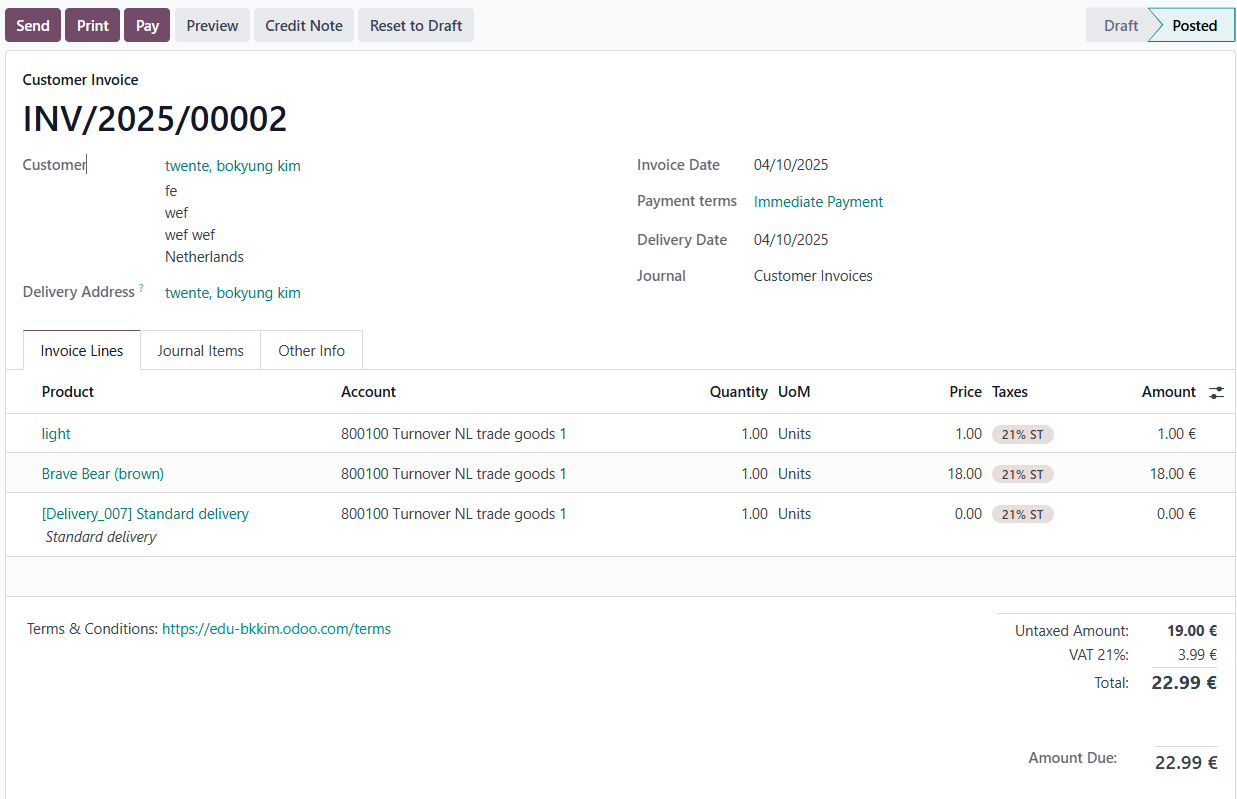 Send Print Pay Preview Credit Note Reset to Draft Draft Posted
Customer Invoice
INV/2025/00002
Customer twente, bokyung kim
fe
wef
wef wef
Netherlands
Delivery Address ? twente, bokyung kim
Invoice Date 04/10/2025
Payment terms Immediate Payment
Delivery Date 04/10/2025
Journal Customer Invoices
Invoice Lines Journal Items Other Info
Product Account Quantity UoM Price Taxes Amount
light 800100 Turnover NL trade goods 1 1.00 Units 1.00 21% ST 1.00 €
Brave Bear (brown) 800100 Turnover NL trade goods 1 1.00 Units 18.00 21% ST 18.00 €
[Delivery_007] Standard delivery 800100 Turnover NL trade goods 1 1.00 Units 0.00 21% ST 0.00 €
Standard delivery
Terms & Conditions: https://edu-bkkim.odoo.com/terms
Untaxed Amount: 19.00 €
VAT 21%: 3.99 €
Total: 22.99 €
Amount Due: 22.99 €